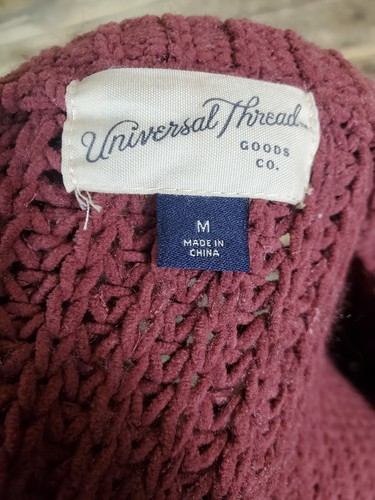 Universal Thread
GOODS
CO.
M
MADE IN
CHINA